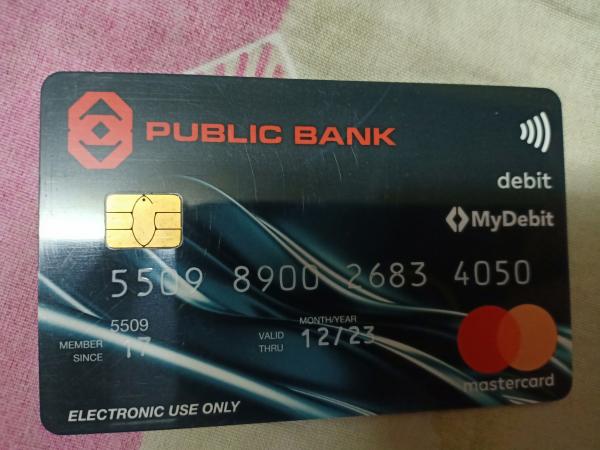 PUBLIC BANK
debit
MyDebit
5509 8900 2683 4050
5509
MONTH/YEAR
MEMBER SINCE 17
VALID THRU 12/23
mastercard
ELECTRONIC USE ONLY